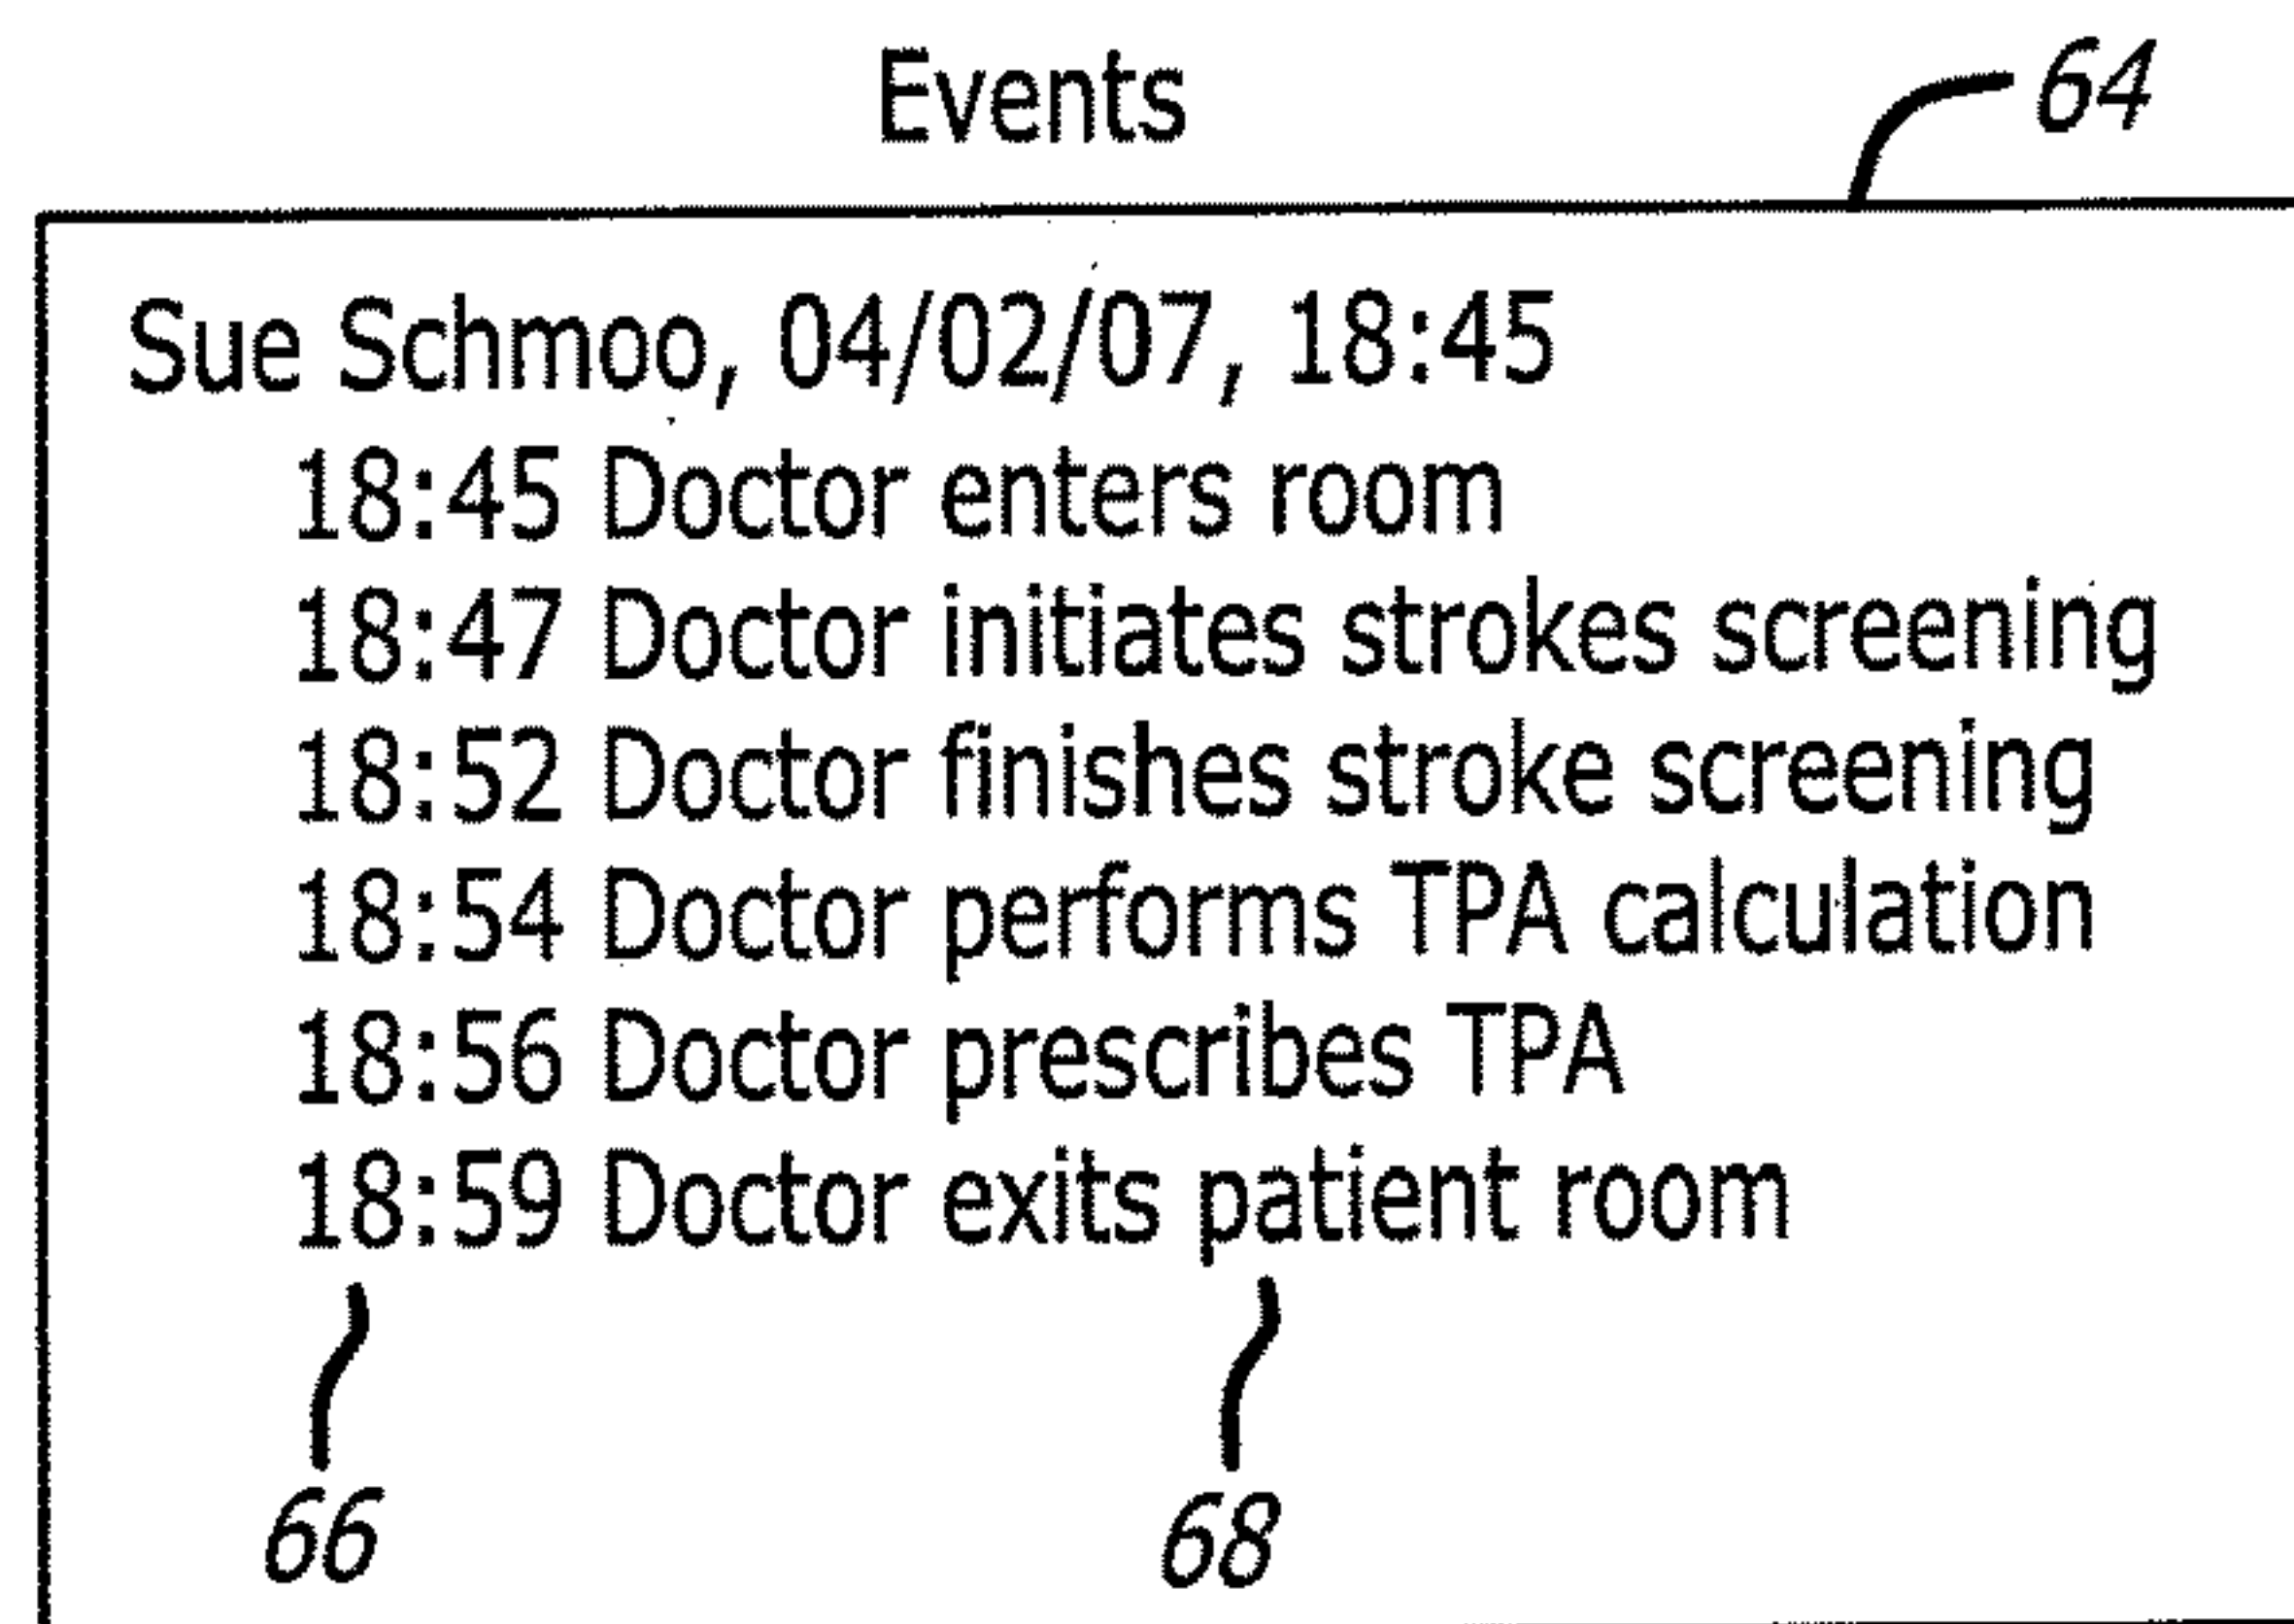 Events
64
Sue Schmoo, 04/02/07, 18:45
18:45 Doctor enters room
18:47 Doctor initiates strokes screening
18:52 Doctor finishes stroke screening
18:54 Doctor performs TPA calculation
18:56 Doctor prescribes TPA
18:59 Doctor exits patient room
66
68